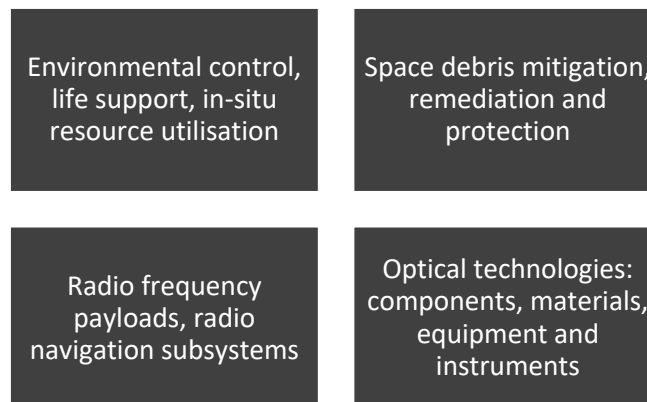 Environmental control,
life support, in-situ
resource utilisation
Space debris mitigation,
remediation and
protection
Radio frequency
payloads, radio
navigation subsystems
Optical technologies:
components, materials,
equipment and
instruments